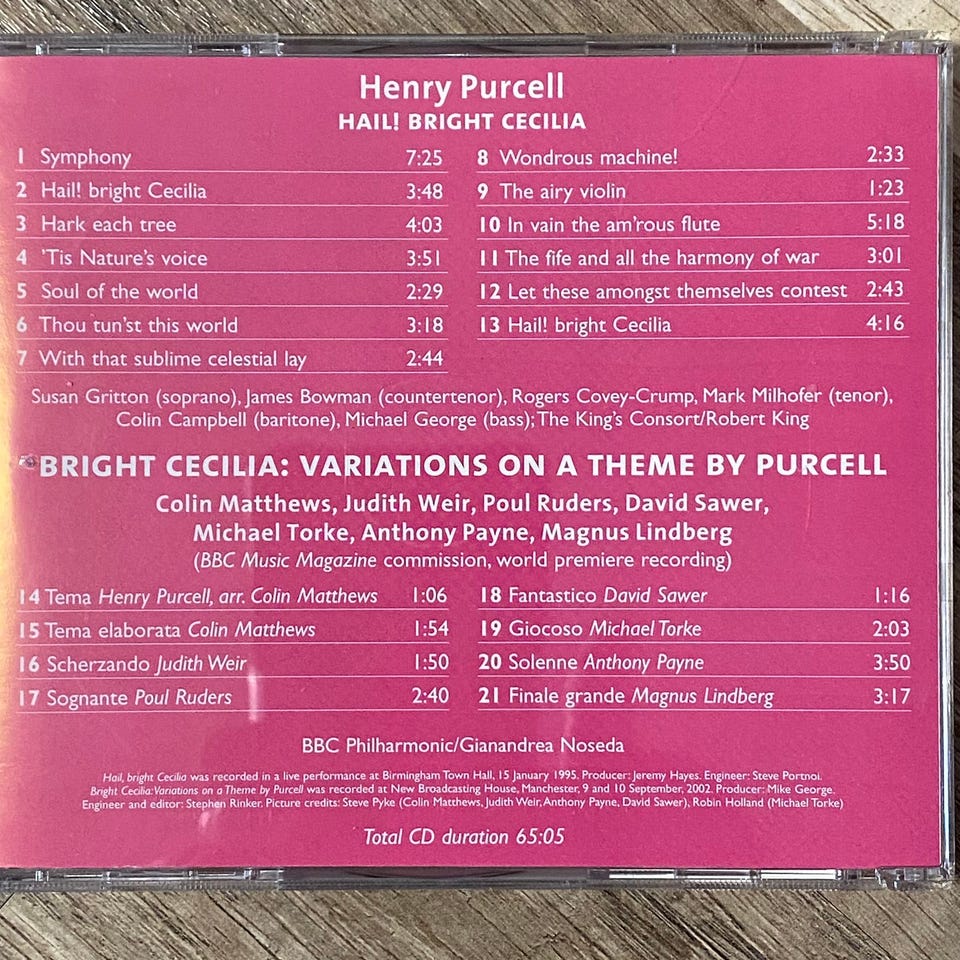 Henry Purcell
HAIL! BRIGHT CECILIA
1 Symphony 7:25
2 Hail! bright Cecilia 3:48
3 Hark each tree 4:03
4 'Tis Nature's voice 3:51
5 Soul of the world 2:29
6 Thou tun'st this world 3:18
7 With that sublime celestial lay 2:44
8 Wondrous machine! 2:33
9 The airy violin 1:23
10 In vain the am'rous flute 5:18
11 The fife and all the harmony of war 3:01
12 Let these amongst themselves contest 2:43
13 Hail! bright Cecilia 4:16
Susan Gritton (soprano), James Bowman (countertenor), Rogers Covey-Crump, Mark Milhofer (tenor),
Colin Campbell (baritone), Michael George (bass); The King's Consort/Robert King
BRIGHT CECILIA: VARIATIONS ON A THEME BY PURCELL
Colin Matthews, Judith Weir, Poul Ruders, David Sawer,
Michael Torke, Anthony Payne, Magnus Lindberg
(BBC Music Magazine commission, world premiere recording)
14 Tema Henry Purcell, arr. Colin Matthews 1:06
15 Tema elaborata Colin Matthews 1:54
16 Scherzando Judith Weir 1:50
17 Sognante Poul Ruders 2:40
18 Fantastico David Sawer 1:16
19 Giocoso Michael Torke 2:03
20 Solenne Anthony Payne 3:50
21 Finale grande Magnus Lindberg 3:17
BBC Philharmonic/Gianandrea Noseda
Hail, bright Cecilia was recorded in a live performance at Birmingham Town Hall, 15 January 1995. Producer: Jeremy Hayes. Engineer: Steve Portnoi.
Bright Cecilia: Variations on a Theme by Purcell was recorded at New Broadcasting House, Manchester, 9 and 10 September, 2002. Producer: Mike George.
Engineer and editor: Stephen Rinker. Picture credits: Steve Pyke (Colin Matthews, Judith Weir, Anthony Payne, David Sawer), Robin Holland (Michael Torke)
Total CD duration 65:05